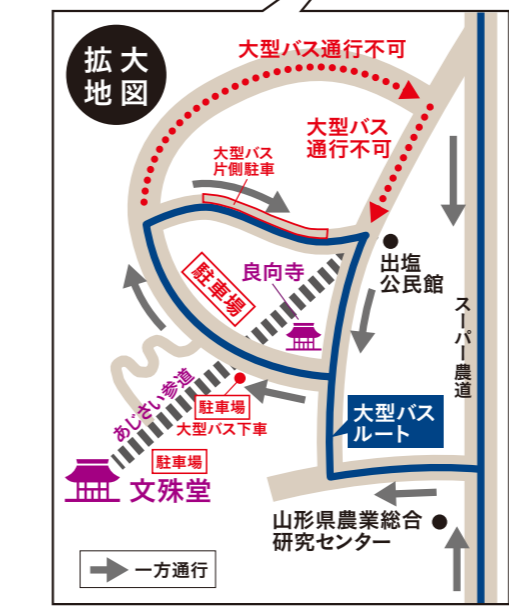 拡大
地図
大型バス通行不可
大型バス
通行不可
大型バス
片側駐車
出塩
公民館
良向寺
駐車場
スーパー農道
あじさい参道
駐車場
大型バス下車
大型バス
ルート
駐車場
文殊堂
山形県農業総合
研究センター
一方通行